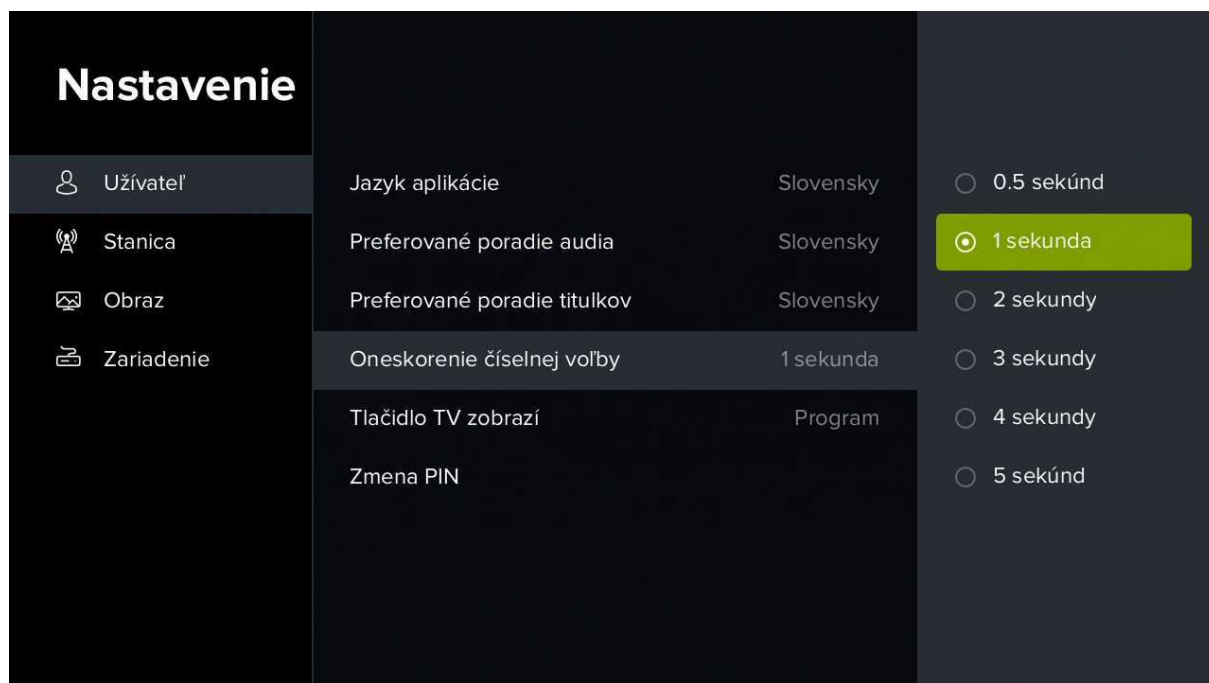 Nastavenie
Užívateľ
Stanica
Obraz
Zariadenie
Jazyk aplikácie Slovensky
Preferované poradie audia Slovensky
Preferované poradie titulkov Slovensky
Oneskorenie číselnej voľby 1 sekunda
Tlačidlo TV zobrazí Program
Zmena PIN
0.5 sekúnd
1 sekunda
2 sekundy
3 sekundy
4 sekundy
5 sekúnd